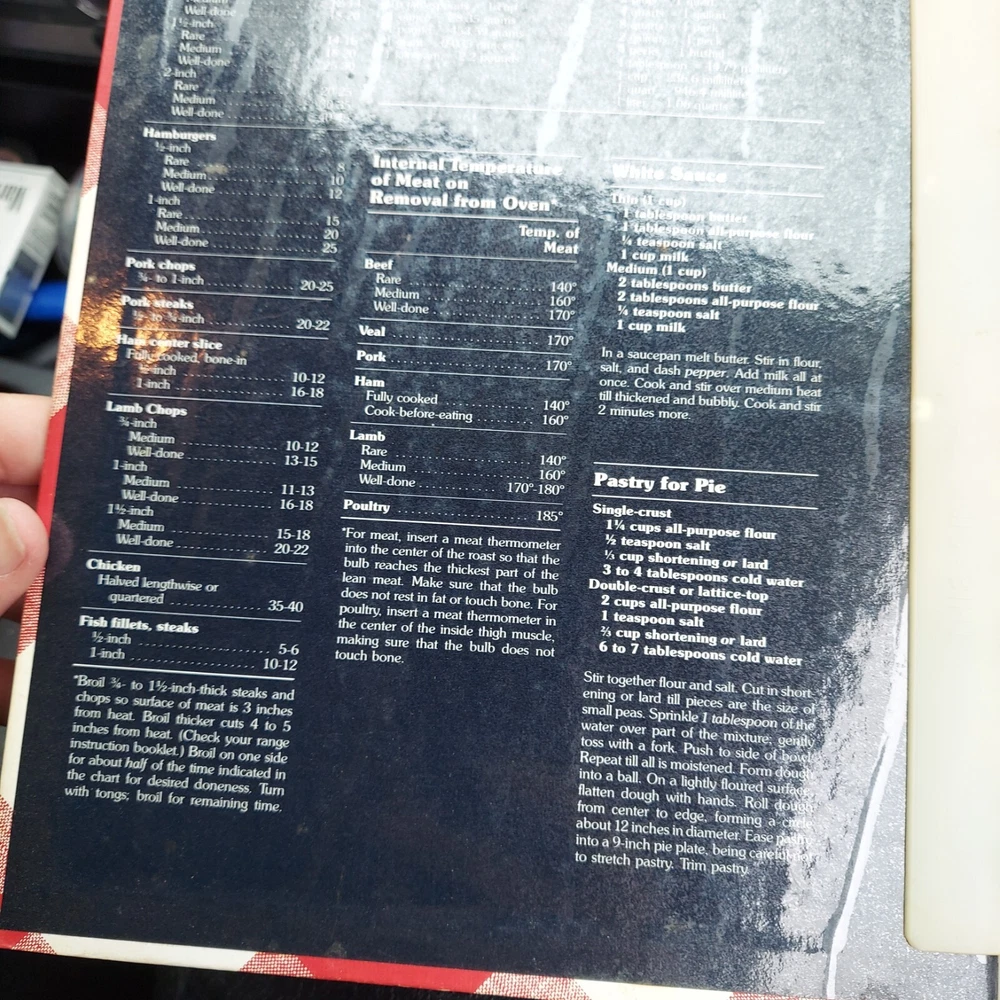 Well-done
1½-inch
Rare
Medium
Well-done
2-inch
Rare
Medium
Well-done
Hamburgers
½-inch
Rare 8
Medium 10
Well-done 12
1-inch
Rare 15
Medium 20
Well-done 25
Pork chops
¾- to 1-inch 20-25
Pork steaks
½- to ¾-inch 20-22
Ham center slice
Fully cooked, bone-in
½-inch 10-12
1-inch 16-18
Lamb Chops
¾-inch
Medium 10-12
Well-done 13-15
1-inch
Medium 11-13
Well-done 16-18
1½-inch
Medium 15-18
Well-done 20-22
Chicken
Halved lengthwise or
quartered 35-40
Fish fillets, steaks
½-inch 5-6
1-inch 10-12
*Broil ¾- to 1½-inch-thick steaks and
chops so surface of meat is 3 inches
from heat. Broil thicker cuts 4 to 5
inches from heat. (Check your range
instruction booklet.) Broil on one side
for about half of the time indicated in
the chart for desired doneness. Turn
with tongs; broil for remaining time.
Internal Temperature
of Meat on
Removal from Oven*
Temp. of
Meat
Beef
Rare 140°
Medium 160°
Well-done 170°
Veal 170°
Pork 170°
Ham
Fully cooked 140°
Cook-before-eating 160°
Lamb
Rare 140°
Medium 160°
Well-done 170°-180°
Poultry 185°
*For meat, insert a meat thermometer
into the center of the roast so that the
bulb reaches the thickest part of the
lean meat. Make sure that the bulb
does not rest in fat or touch bone. For
poultry, insert a meat thermometer in
the center of the inside thigh muscle,
making sure that the bulb does not
touch bone.
White Sauce
Thin (1 cup)
1 tablespoon butter
1 tablespoon all-purpose flour
¼ teaspoon salt
1 cup milk
Medium (1 cup)
2 tablespoons butter
2 tablespoons all-purpose flour
¼ teaspoon salt
1 cup milk
In a saucepan melt butter. Stir in flour,
salt, and dash pepper. Add milk all at
once. Cook and stir over medium heat
till thickened and bubbly. Cook and stir
2 minutes more.
Pastry for Pie
Single-crust
1¼ cups all-purpose flour
½ teaspoon salt
⅓ cup shortening or lard
3 to 4 tablespoons cold water
Double-crust or lattice-top
2 cups all-purpose flour
1 teaspoon salt
⅔ cup shortening or lard
6 to 7 tablespoons cold water
Stir together flour and salt. Cut in short-
ening or lard till pieces are the size of
small peas. Sprinkle 1 tablespoon of the
water over part of the mixture; gently
toss with a fork. Push to side of bowl.
Repeat till all is moistened. Form dough
into a ball. On a lightly floured surface,
flatten dough with hands. Roll dough
from center to edge, forming a circle
about 12 inches in diameter. Ease pastry
into a 9-inch pie plate, being careful
to stretch pastry. Trim pastry.